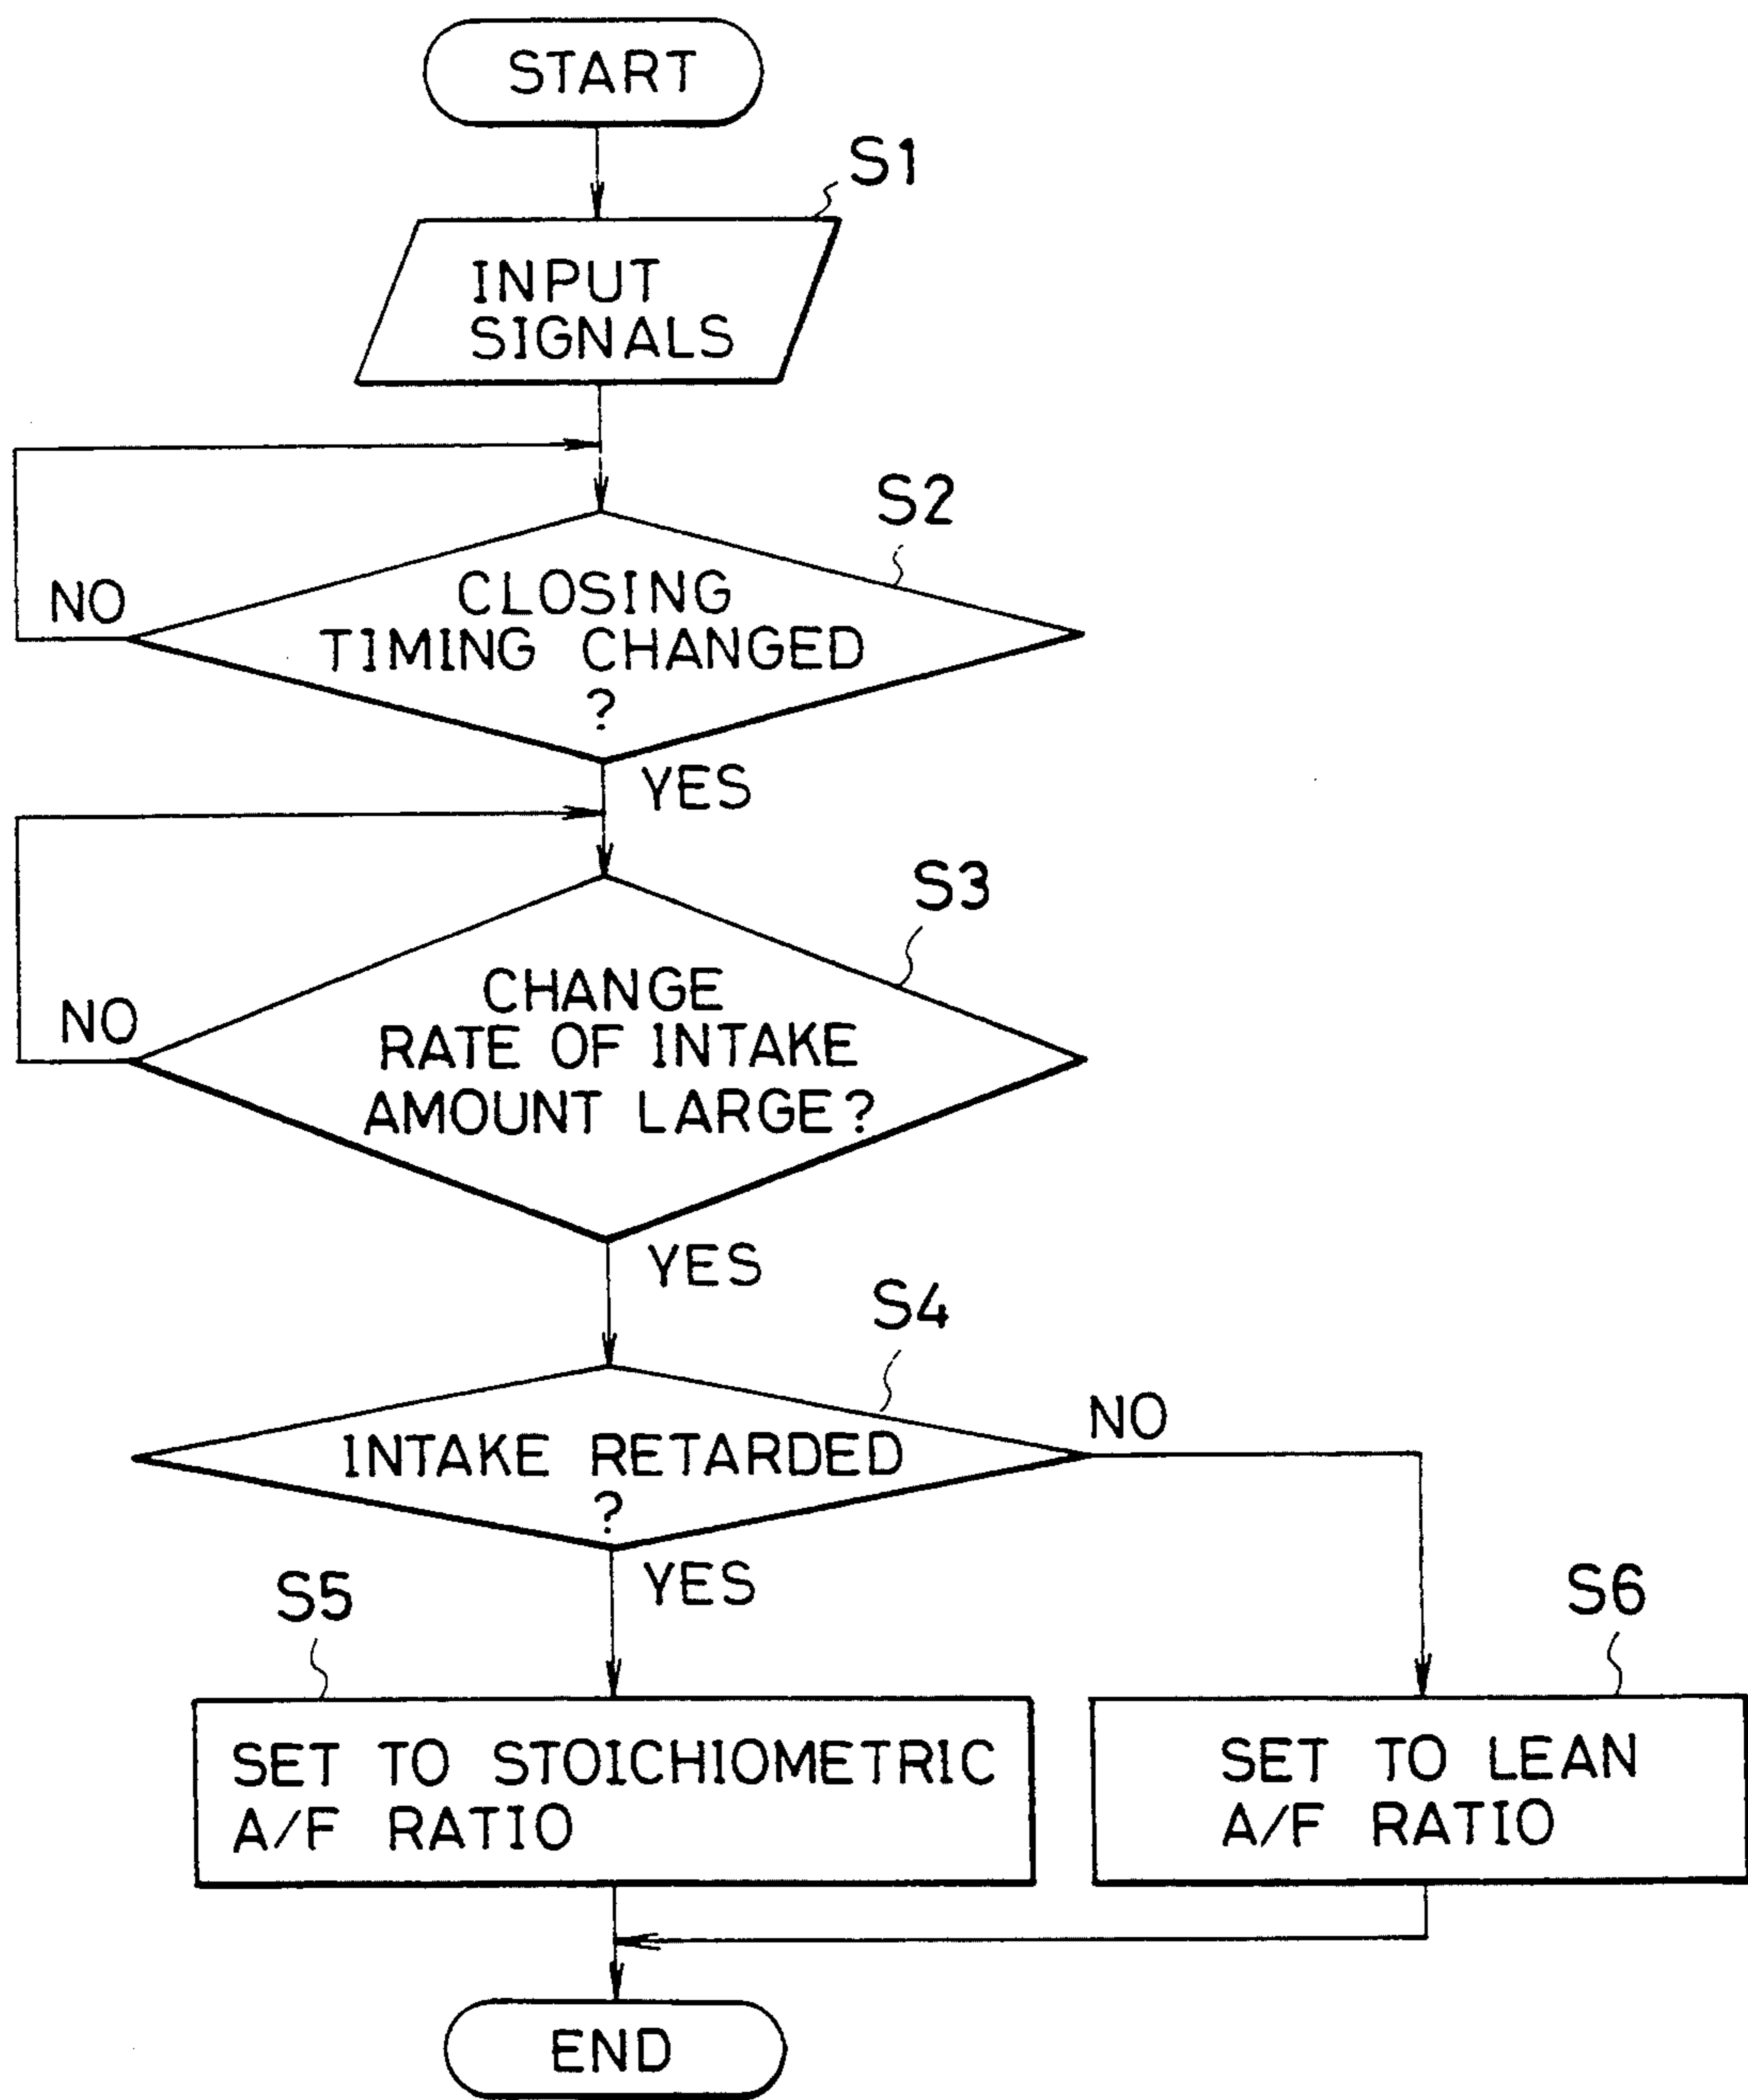 START
S1
INPUT
SIGNALS
S2
NO
CLOSING
TIMING CHANGED
?
YES
S3
NO
CHANGE
RATE OF INTAKE
AMOUNT LARGE?
YES
S4
NO
INTAKE RETARDED
?
YES
S5
S6
SET TO STOICHIOMETRIC
A/F RATIO
SET TO LEAN
A/F RATIO
END